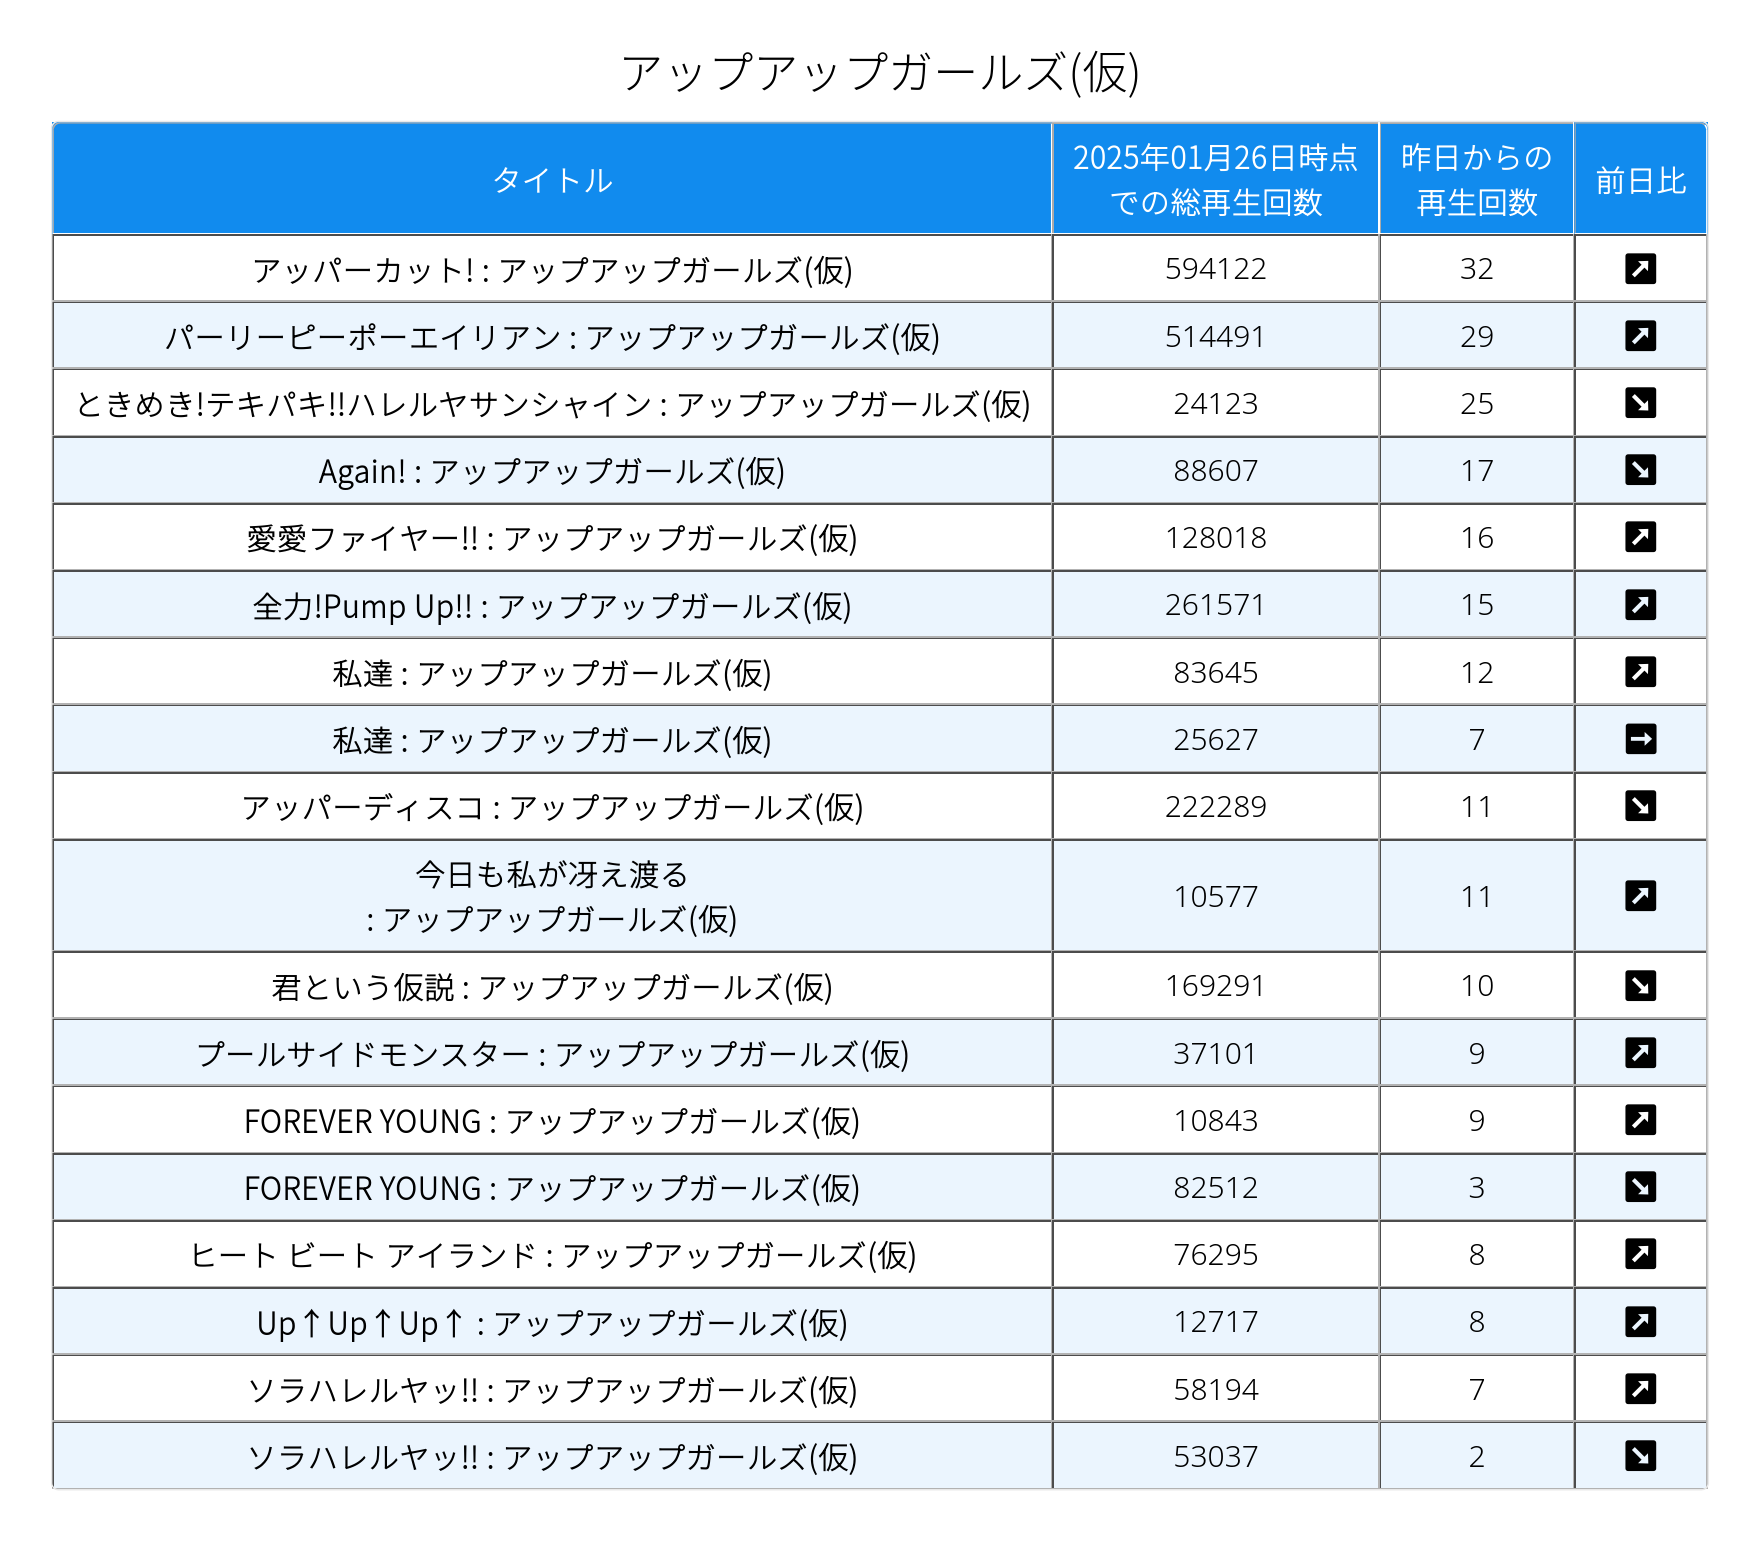 アップアップガールズ(仮)
タイトル
2025年01月26日時点
での総再生回数
昨日からの
再生回数
前日比
アッパーカット! : アップアップガールズ(仮) 594122 32
パーリーピーポーエイリアン : アップアップガールズ(仮) 514491 29
ときめき!テキパキ!!ハレルヤサンシャイン : アップアップガールズ(仮) 24123 25
Again! : アップアップガールズ(仮) 88607 17
愛愛ファイヤー!! : アップアップガールズ(仮) 128018 16
全力!Pump Up!! : アップアップガールズ(仮) 261571 15
私達 : アップアップガールズ(仮) 83645 12
私達 : アップアップガールズ(仮) 25627 7
アッパーディスコ : アップアップガールズ(仮) 222289 11
今日も私が冴え渡る
: アップアップガールズ(仮) 10577 11
君という仮説 : アップアップガールズ(仮) 169291 10
プールサイドモンスター : アップアップガールズ(仮) 37101 9
FOREVER YOUNG : アップアップガールズ(仮) 10843 9
FOREVER YOUNG : アップアップガールズ(仮) 82512 3
ヒート ビート アイランド : アップアップガールズ(仮) 76295 8
Up↑Up↑Up↑ : アップアップガールズ(仮) 12717 8
ソラハレルヤッ!! : アップアップガールズ(仮) 58194 7
ソラハレルヤッ!! : アップアップガールズ(仮) 53037 2